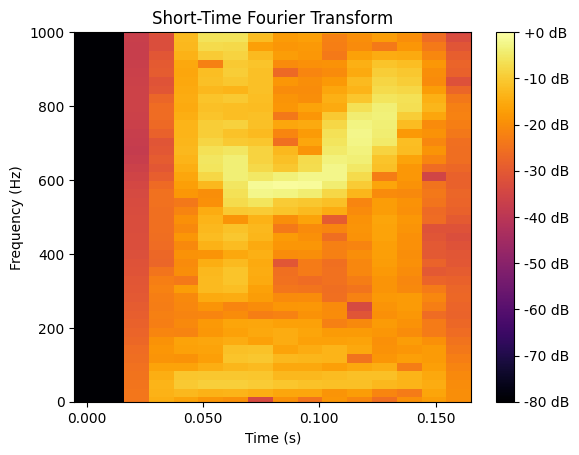 Short-Time Fourier Transform
1000
800
600
400
200
0
Frequency (Hz)
0.000
0.050
0.100
0.150
Time (s)
+0 dB
-10 dB
-20 dB
-30 dB
-40 dB
-50 dB
-60 dB
-70 dB
-80 dB